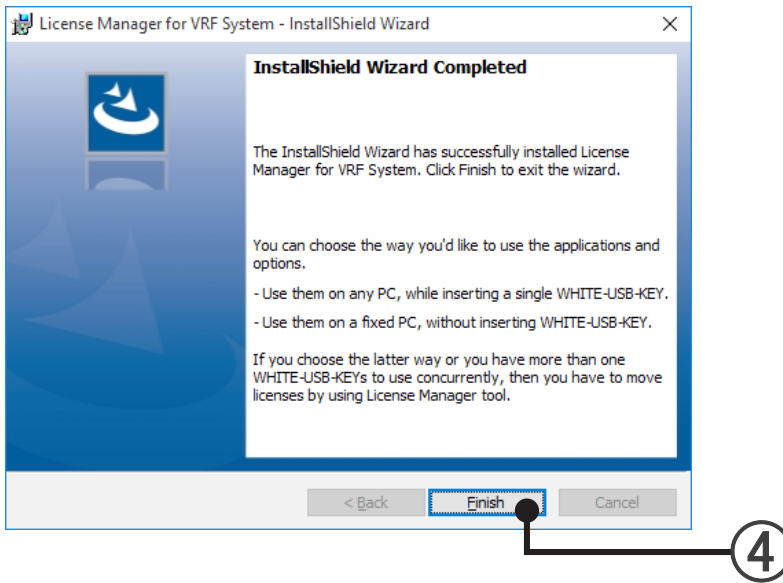 License Manager for VRF System - InstallShield Wizard
InstallShield Wizard Completed
The InstallShield Wizard has successfully installed License
Manager for VRF System. Click Finish to exit the wizard.
You can choose the way you'd like to use the applications and
options.
- Use them on any PC, while inserting a single WHITE-USB-KEY.
- Use them on a fixed PC, without inserting WHITE-USB-KEY.
If you choose the latter way or you have more than one
WHITE-USB-KEYs to use concurrently, then you have to move
licenses by using License Manager tool.
< Back Finish Cancel
④